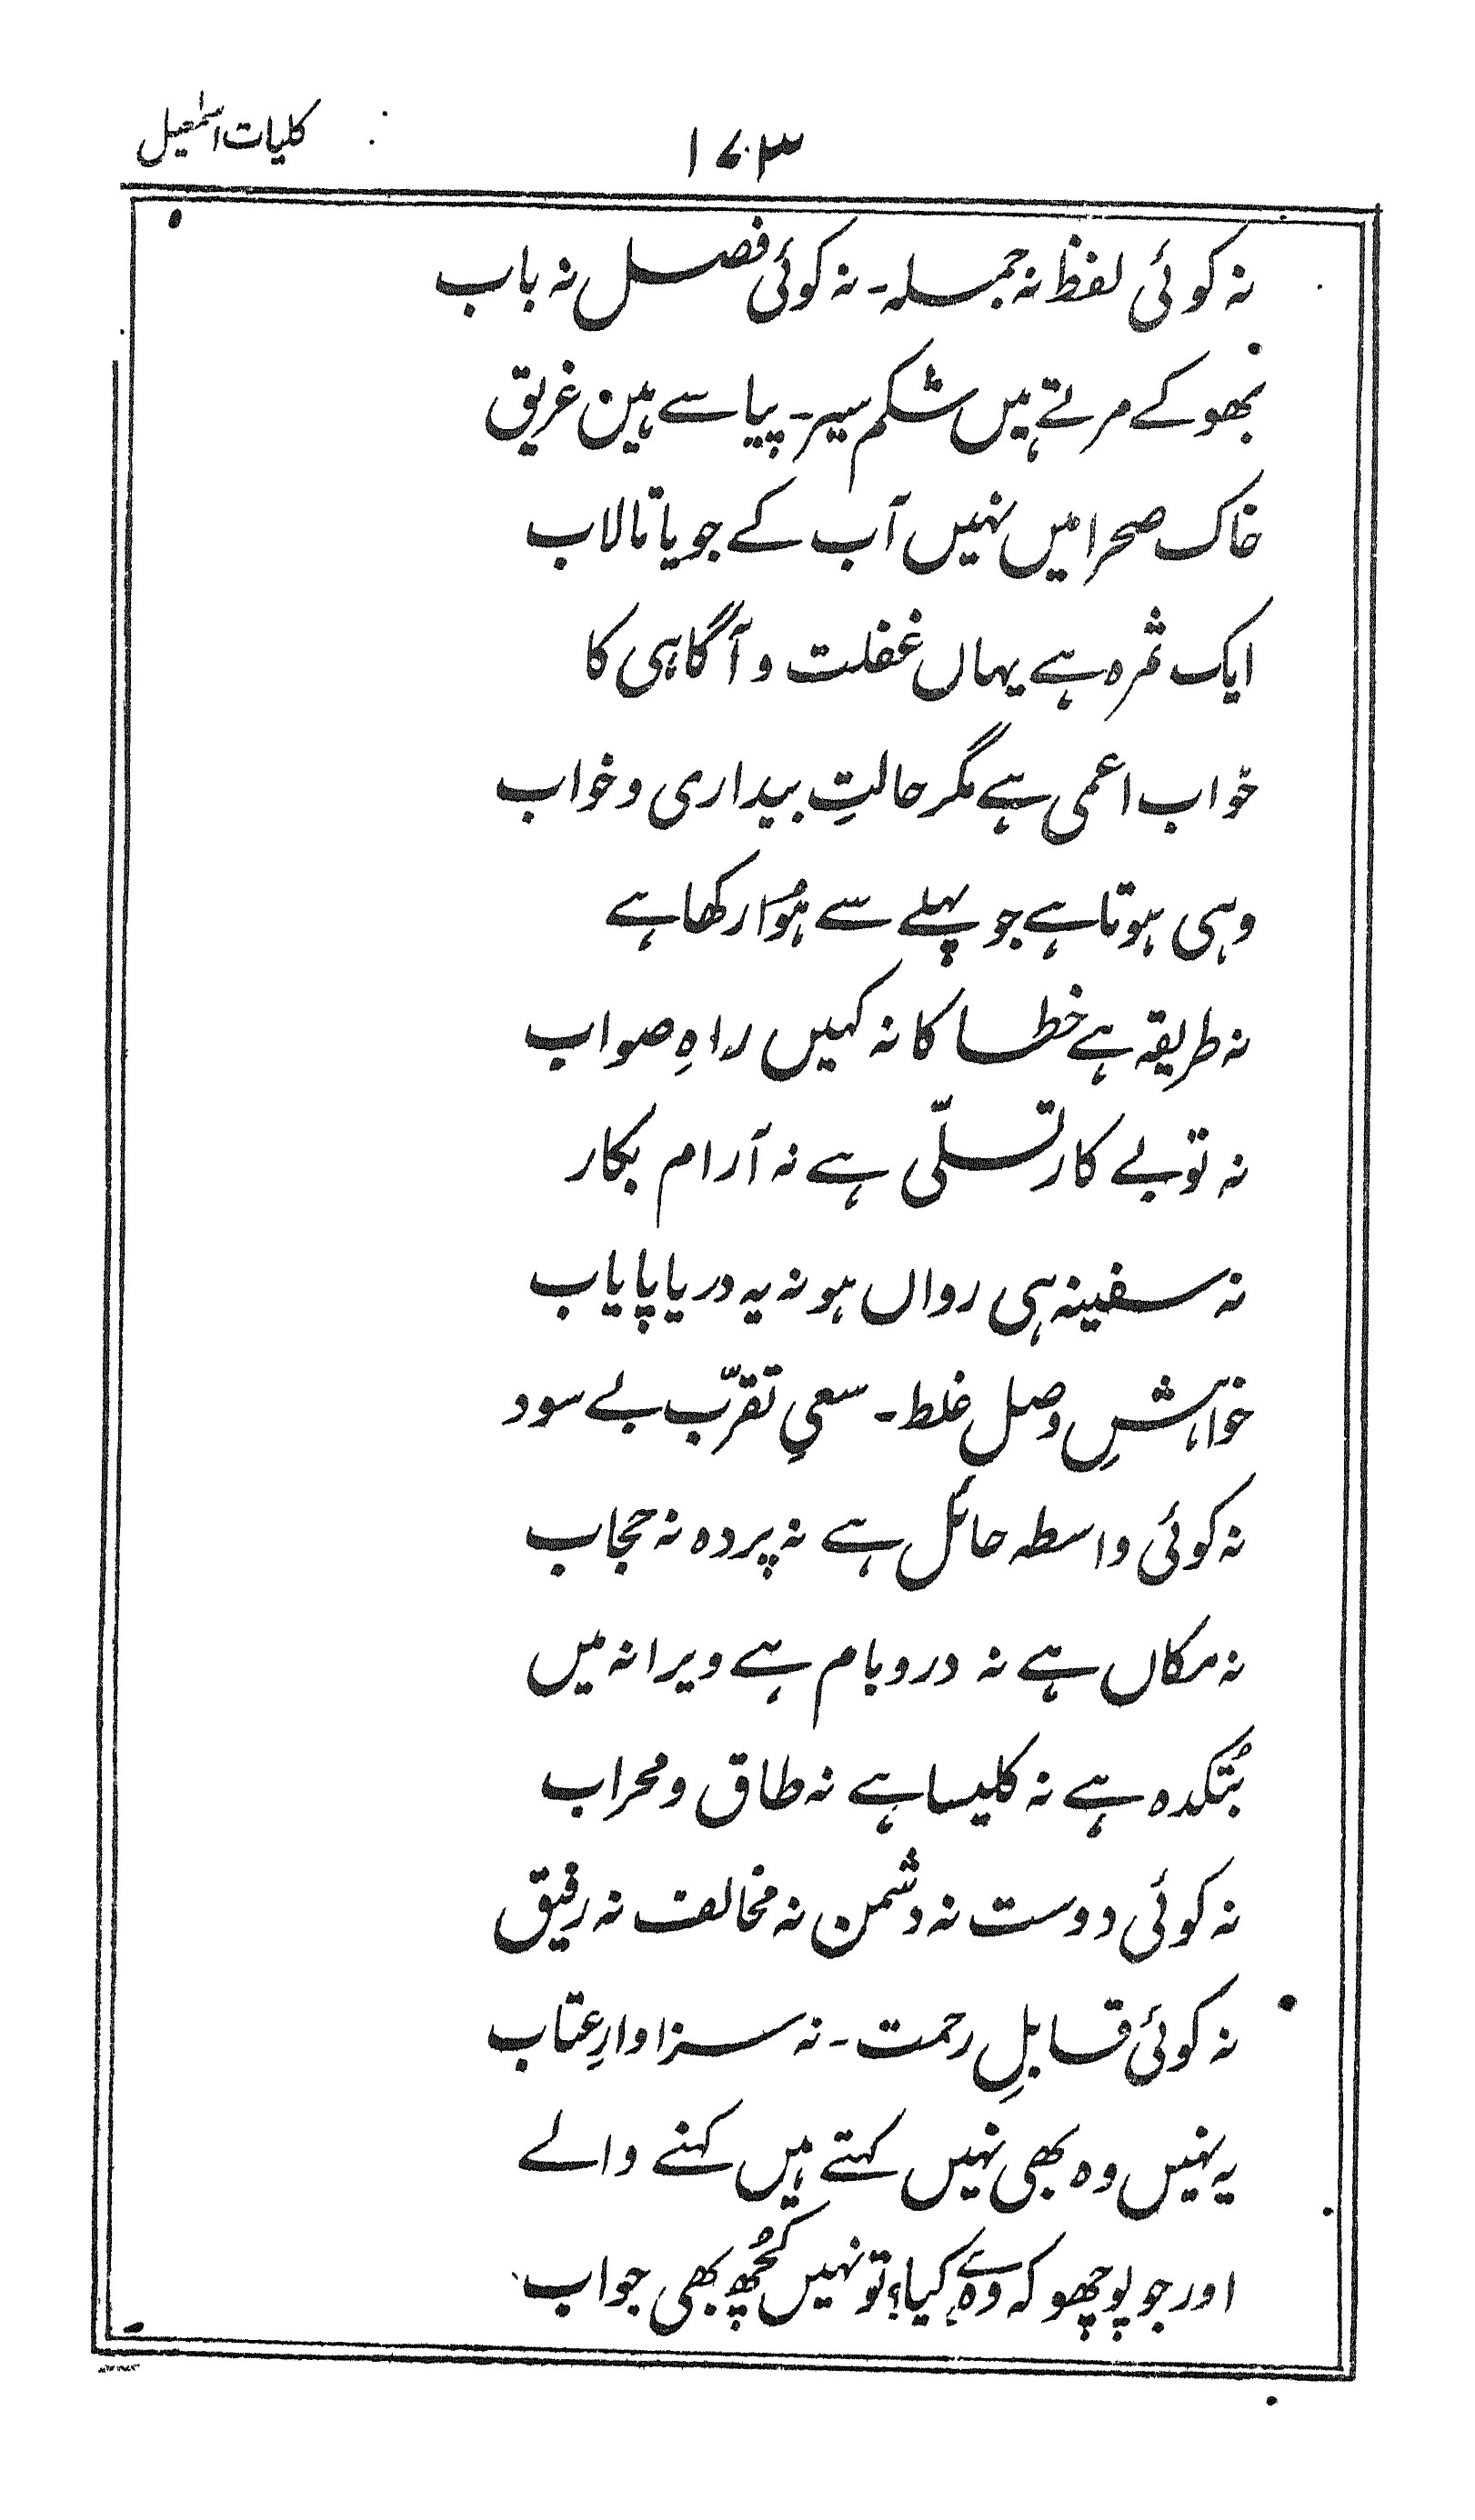 کلیات اسمٰعیل
۱۷۳
نہ کوئی لفظ نہ جملہ۔ نہ کوئی فصل نہ باب
بھوکے مرتے ہیں شکم سیر۔ پیاسے ہین غریق
خاک صحرا میں نہیں آب کے جویا تالاب
ایک ثمرہ ہے یہاں غفلت و آگاہی کا
خواب اعمی ہے مگر حالتِ بیداری و خواب
وہی ہوتا ہے جو پہلے سے ہُوَا رکھا ہے
نہ طریقہ ہے خطا کا نہ کہیں راہِ صواب
نہ تو بے کار تسلّی ہے نہ آرام بکار
نہ سفینہ ہی رواں ہو نہ یہ دریا پایاب
خواہشِ وصل غلط۔ سعیِ تقرّب بے سود
نہ کوئی واسطہ حائل ہے نہ پردہ نہ حجاب
نہ مکاں ہے نہ در و بام ہے ویرانہ میں
بُتکدہ ہے نہ کلیسا ہے نہ طاق و محراب
نہ کوئی دوست نہ دشمن نہ مخالف نہ رفیق
نہ کوئی قابلِ رحمت۔ نہ سزاوارِ عتاب
یہ نہیں وہ بھی نہیں کہتے ہیں کہنے والے
اور جو پوچھو کہ وہ ہے کیا؟ تو نہیں کُچھ بھی جواب